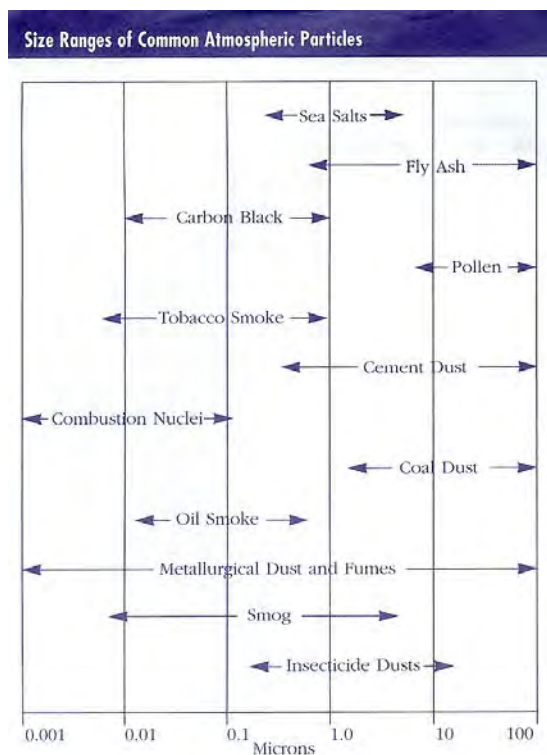 Size Ranges of Common Atmospheric Particles
Sea Salts
Fly Ash
Carbon Black
Pollen
Tobacco Smoke
Cement Dust
Combustion Nuclei
Coal Dust
Oil Smoke
Metallurgical Dust and Fumes
Smog
Insecticide Dusts
0.001 0.01 0.1 1.0 10 100
Microns